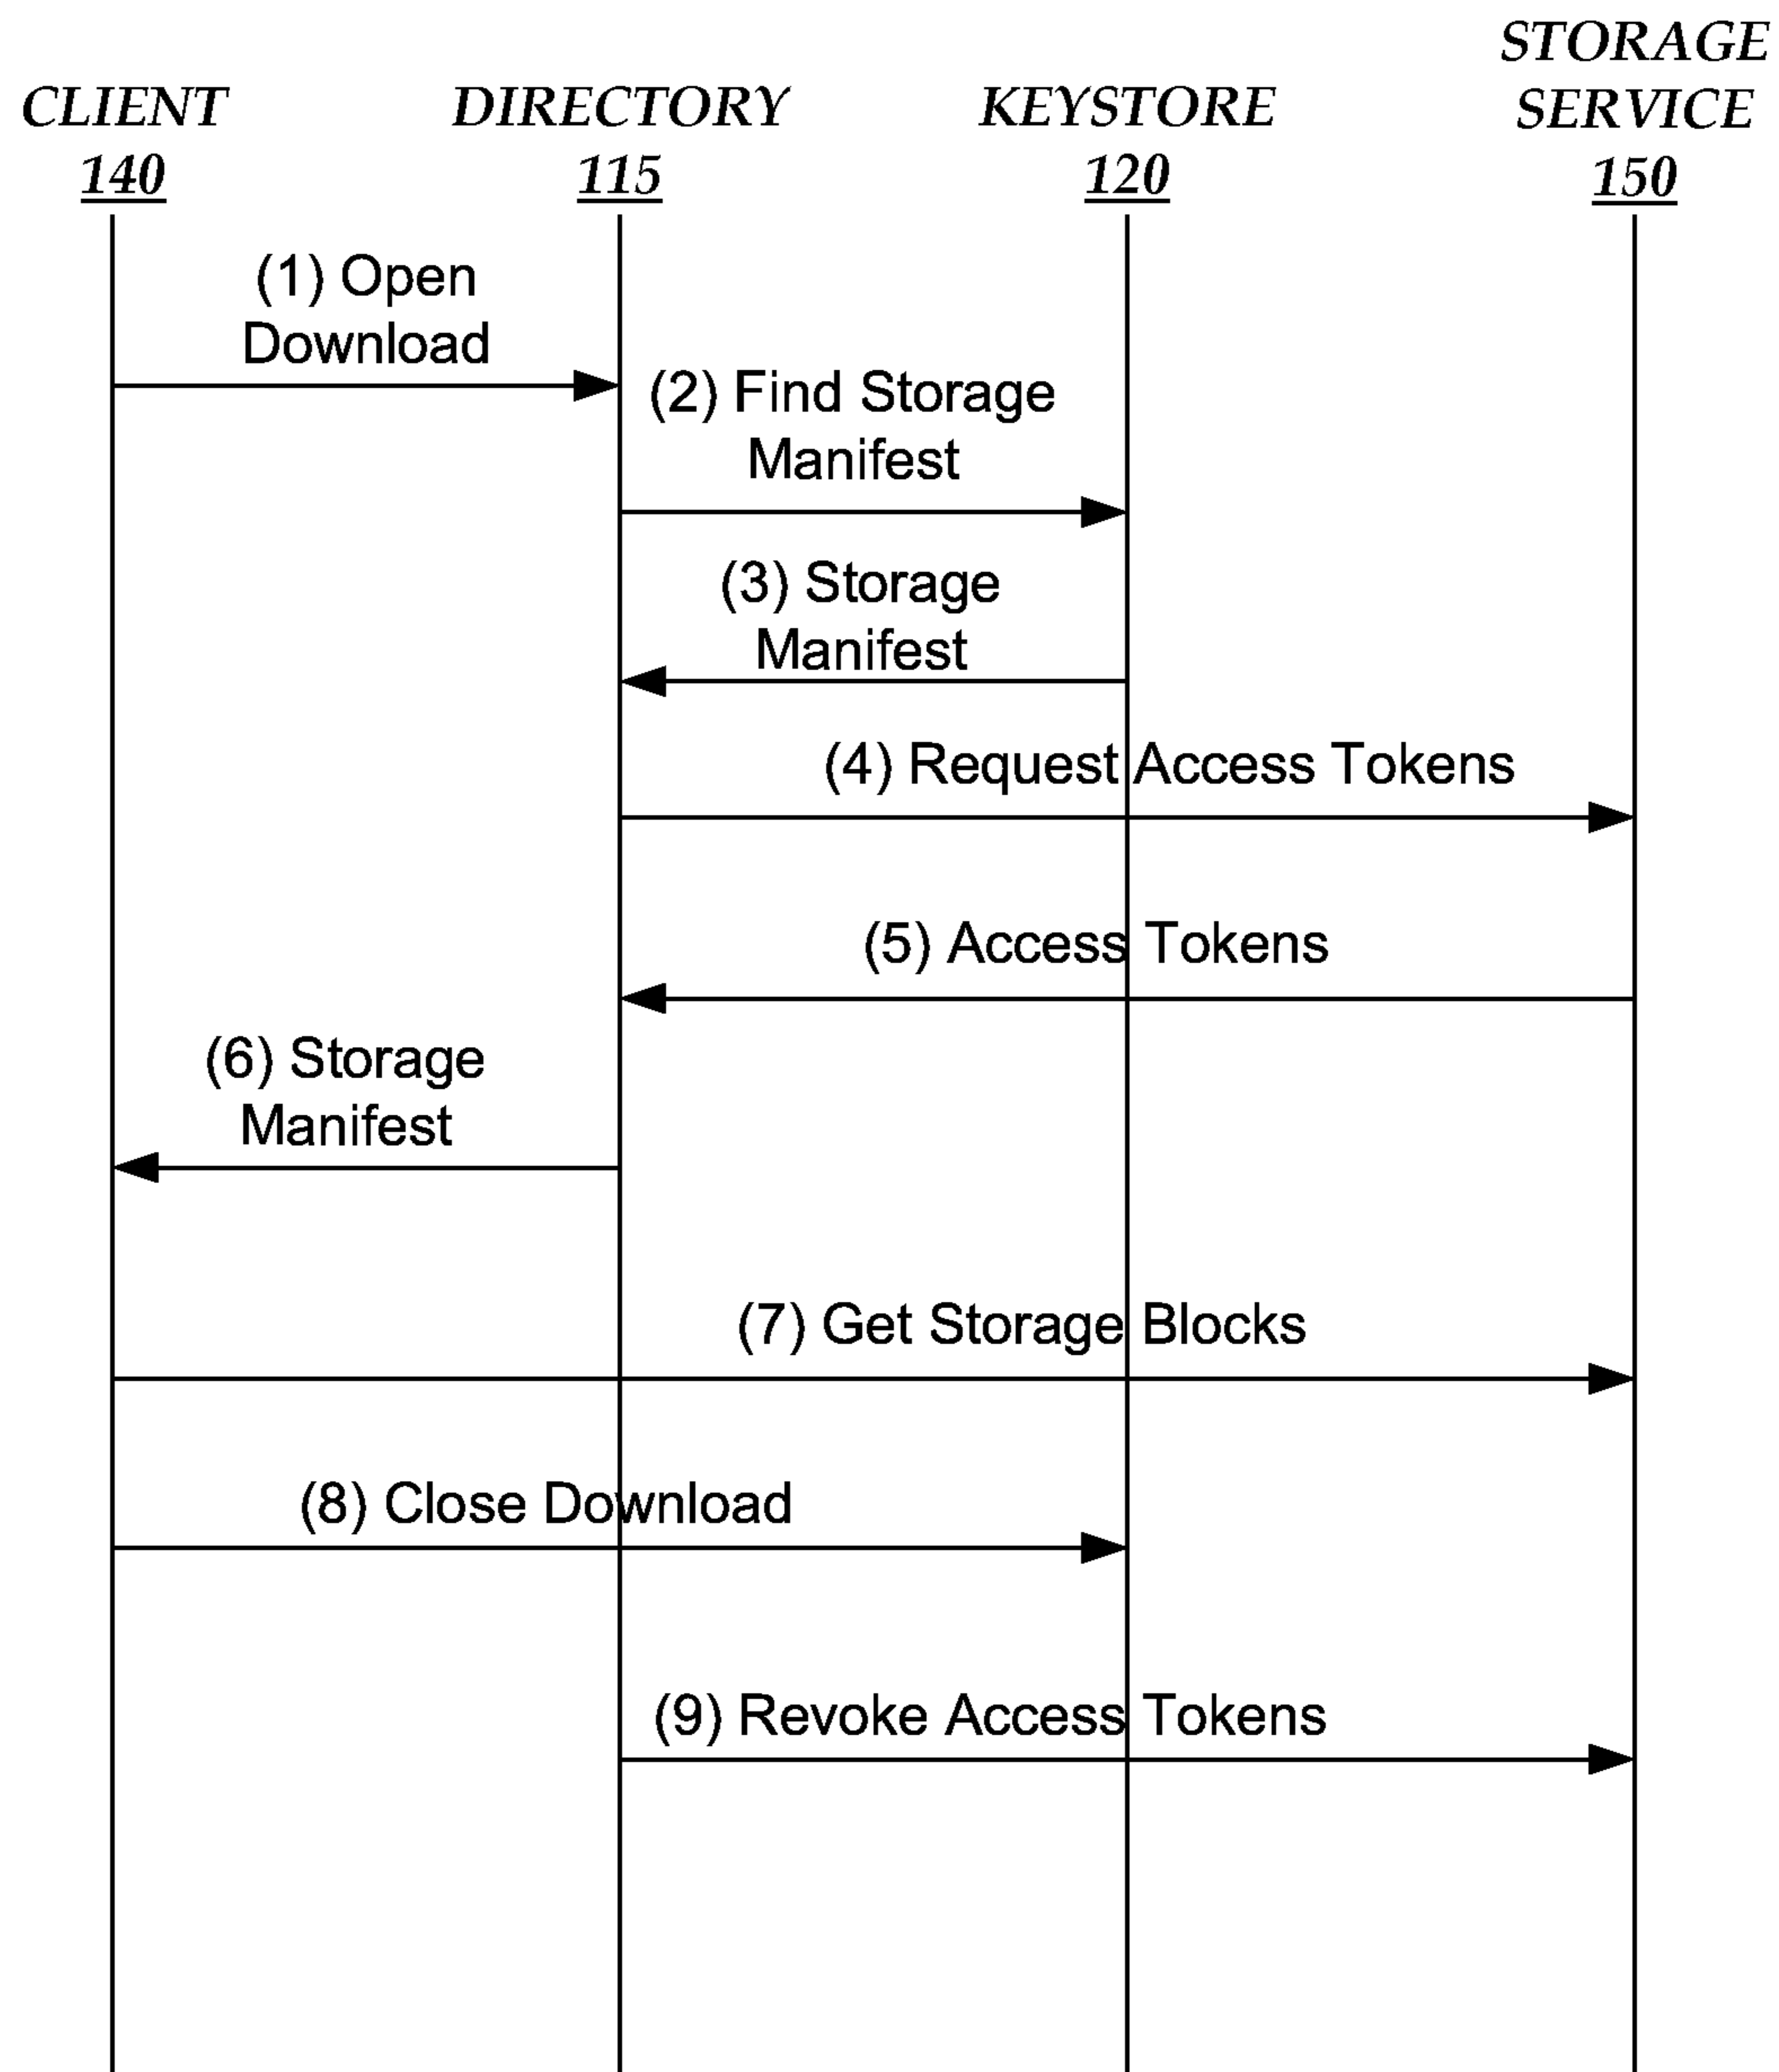 STORAGE
SERVICE
150
CLIENT
140
DIRECTORY
115
KEYSTORE
120
(1) Open
Download
(2) Find Storage
Manifest
(3) Storage
Manifest
(4) Request Access Tokens
(5) Access Tokens
(6) Storage
Manifest
(7) Get Storage Blocks
(8) Close Download
(9) Revoke Access Tokens